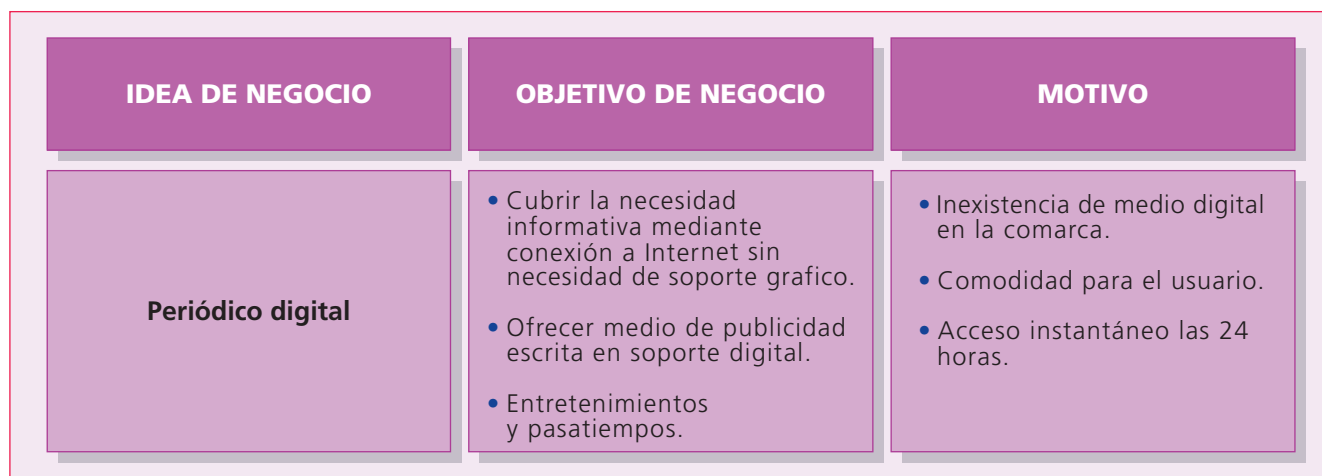 IDEA DE NEGOCIO
OBJETIVO DE NEGOCIO
MOTIVO
Periódico digital
• Cubrir la necesidad
informativa mediante
conexión a Internet sin
necesidad de soporte grafico.
• Ofrecer medio de publicidad
escrita en soporte digital.
• Entretenimientos
y pasatiempos.
• Inexistencia de medio digital
en la comarca.
• Comodidad para el usuario.
• Acceso instantáneo las 24
horas.